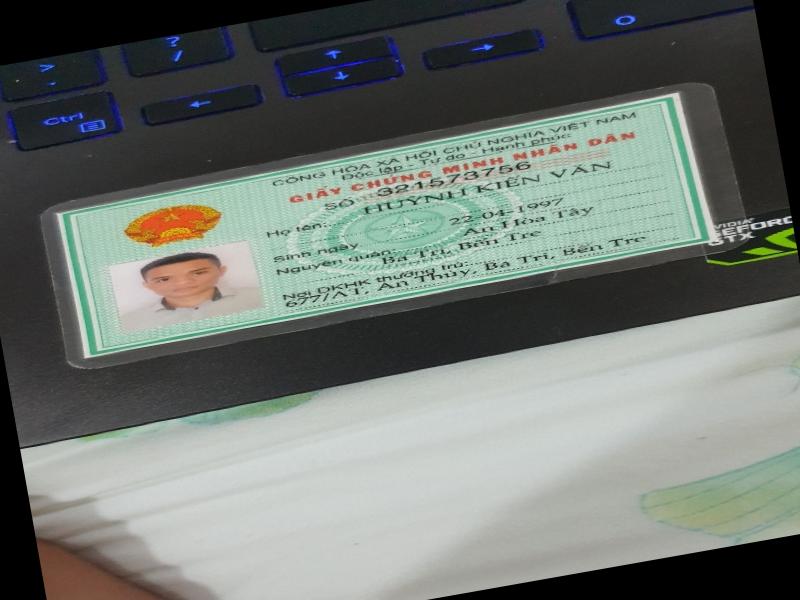 >
.
?
/
Ctrl
←
↑
↓
→
CỘNG HÒA XÃ HỘI CHỦ NGHĨA VIỆT NAM
Độc lập - Tự do - Hạnh phúc
GIẤY CHỨNG MINH NHÂN DÂN
SỐ 321573756
Họ tên: HUỲNH KIẾN VĂN
Sinh ngày 22-04-1997
Nguyên quán: An Hòa Tây
Ba Tri, Bến Tre
Nơi ĐKHK thường trú:
677/AT, An Thủy, Ba Tri, Bến Tre
NVIDIA
GEFORCE
GTX